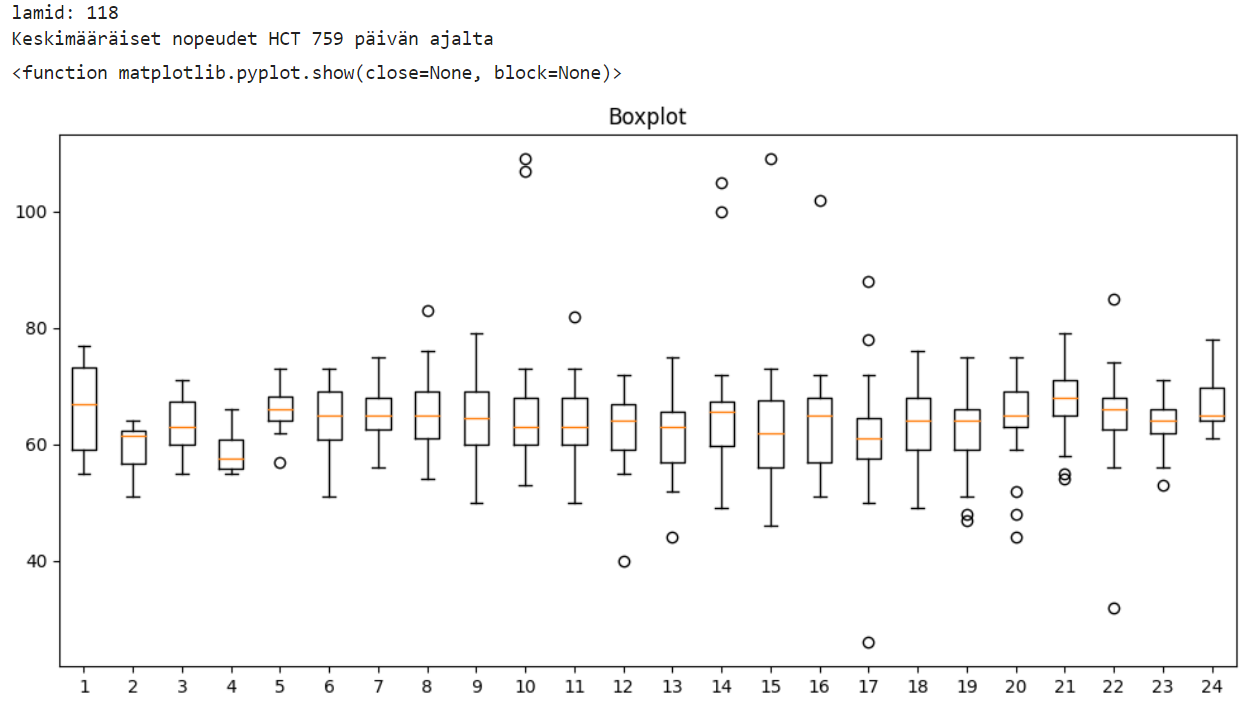 lamid: 118
Keskimääräiset nopeudet HCT 759 päivän ajalta
<function matplotlib.pyplot.show(close=None, block=None)>
Boxplot
100
80
60
40
1 2 3 4 5 6 7 8 9 10 11 12 13 14 15 16 17 18 19 20 21 22 23 24